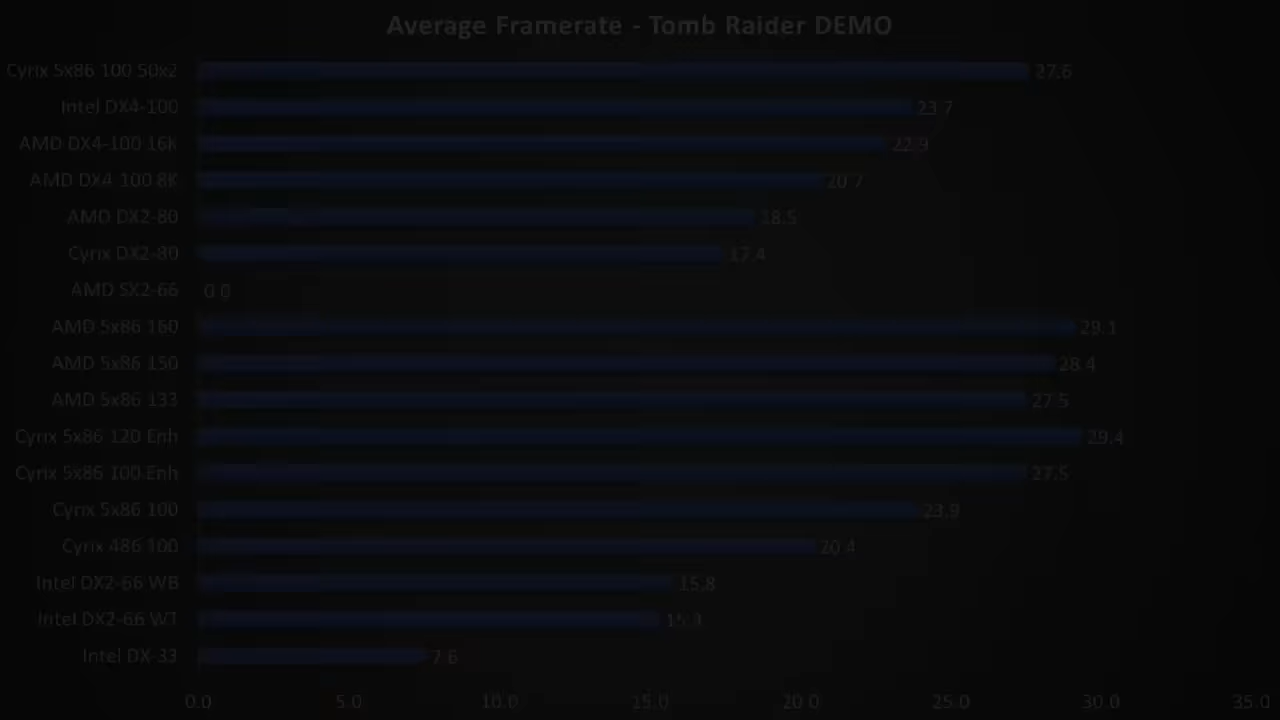 Average Framerate - Tomb Raider DEMO
Cyrix 5x86 100 50x2 27.6
Intel DX4-100 23.7
AMD DX4-100 16K 22.9
AMD DX4-100 8K 20.7
AMD DX2-80 18.5
Cyrix DX2-80 17.4
AMD SX2-66 0.0
AMD 5x86 160 29.1
AMD 5x86 150 28.4
AMD 5x86 133 27.5
Cyrix 5x86 120 Enh 29.4
Cyrix 5x86 100 Enh 27.5
Cyrix 5x86 100 23.9
Cyrix 486 100 20.4
Intel DX2-66 WB 15.8
Intel DX2-66 WT
Intel DX-33 7.6
0.0 5.0 10.0 15.0 20.0 25.0 30.0 35.0